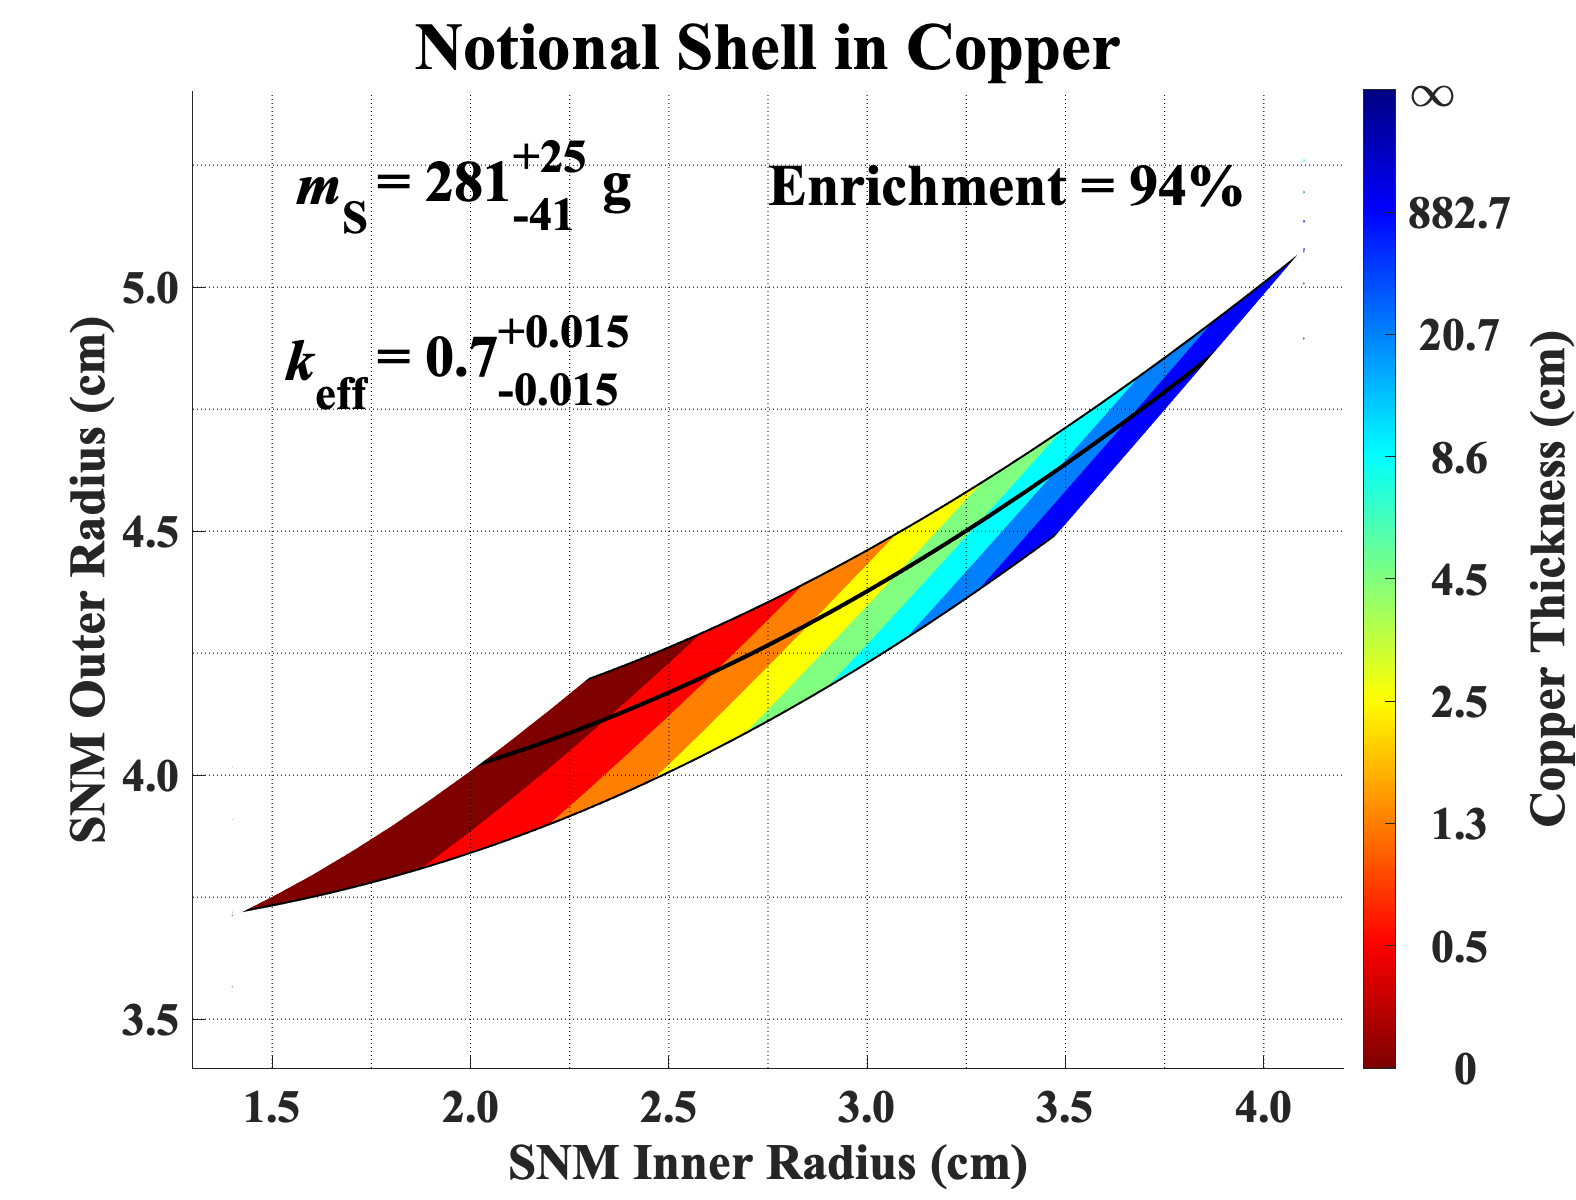 Notional Shell in Copper
m_S = 281 +25 -41 g
Enrichment = 94%
k_eff = 0.7 +0.015 -0.015
SNM Outer Radius (cm)
5.0
4.5
4.0
3.5
1.5 2.0 2.5 3.0 3.5 4.0
SNM Inner Radius (cm)
∞
882.7
20.7
8.6
4.5
2.5
1.3
0.5
0
Copper Thickness (cm)